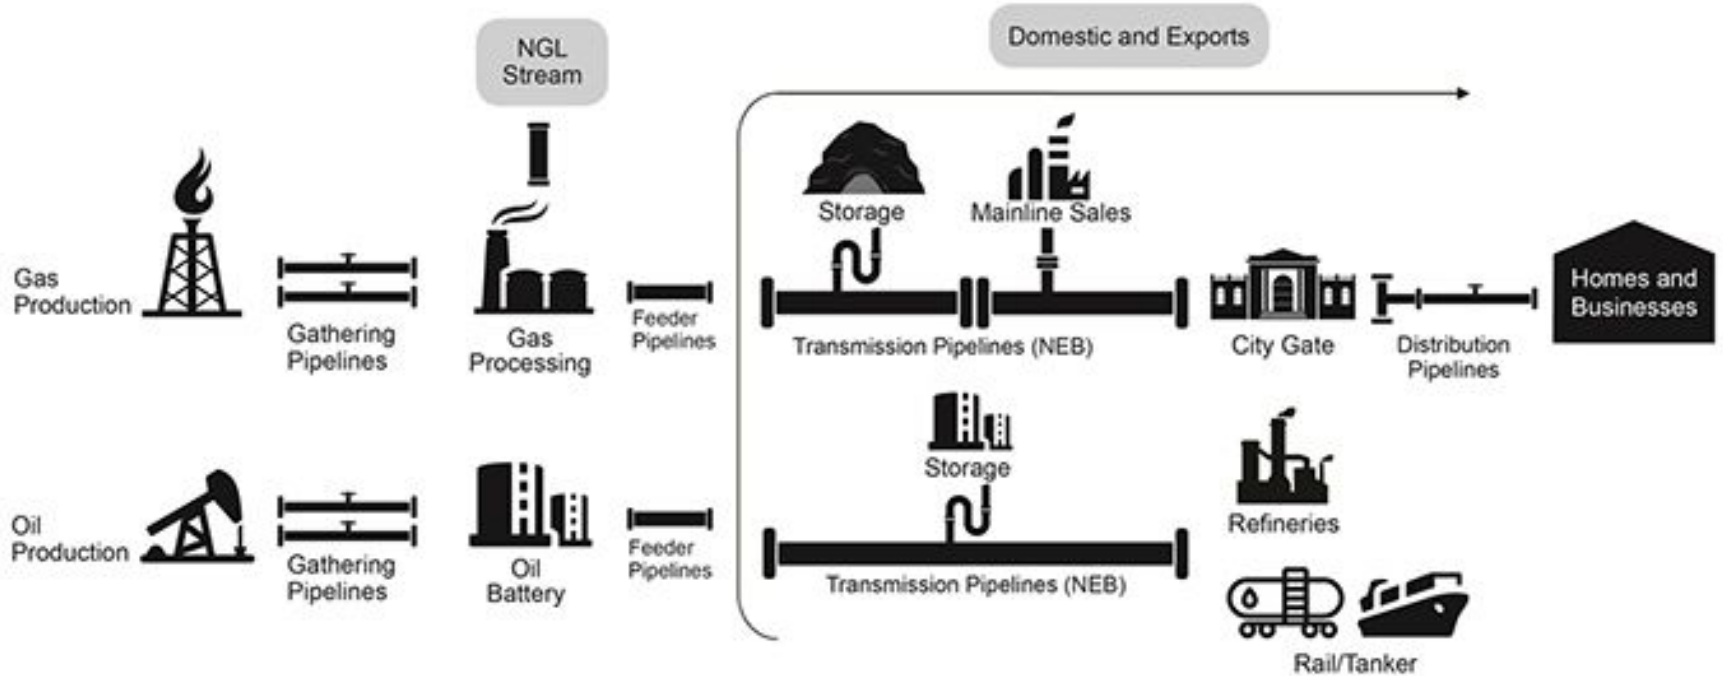 NGL
Stream
Domestic and Exports
Storage
Mainline Sales
Gas
Production
Gathering
Pipelines
Gas
Processing
Feeder
Pipelines
Transmission Pipelines (NEB)
City Gate
Distribution
Pipelines
Homes and
Businesses
Storage
Oil
Production
Gathering
Pipelines
Oil
Battery
Feeder
Pipelines
Transmission Pipelines (NEB)
Refineries
Rail/Tanker